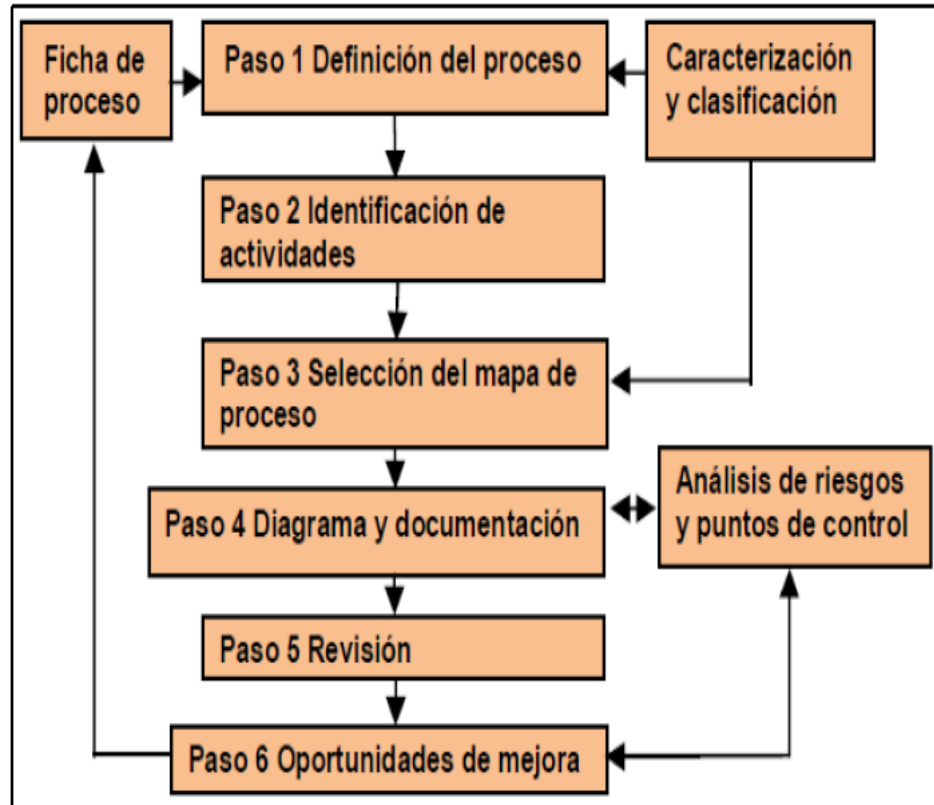 Ficha de
proceso
Paso 1 Definición del proceso
Caracterización
y clasificación
Paso 2 Identificación de
actividades
Paso 3 Selección del mapa de
proceso
Paso 4 Diagrama y documentación
Análisis de riesgos
y puntos de control
Paso 5 Revisión
Paso 6 Oportunidades de mejora